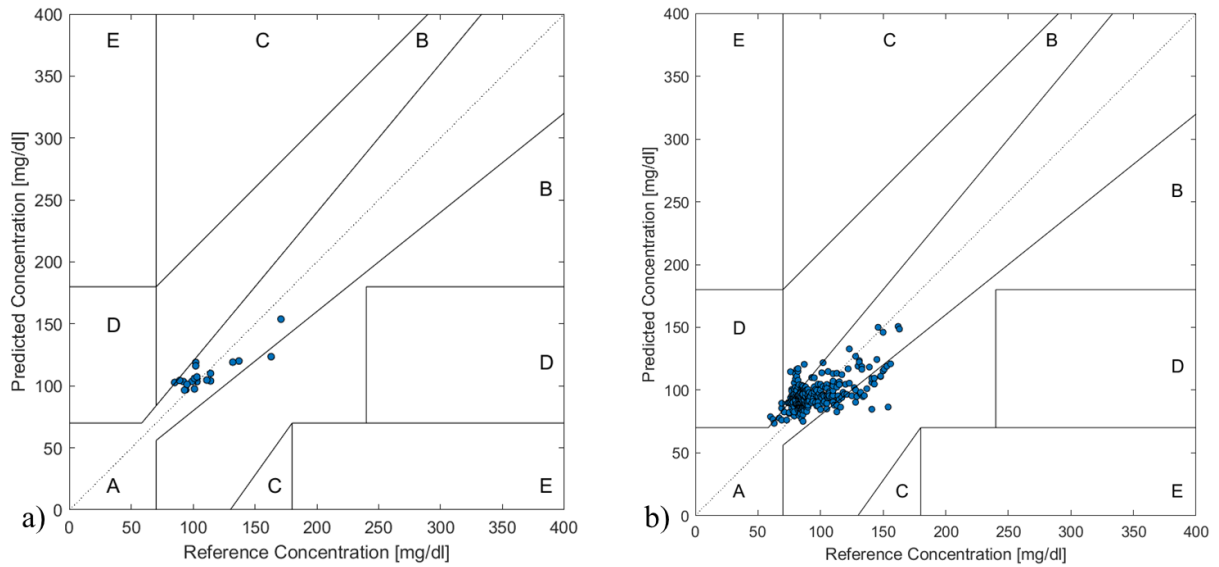 400
350
300
250
200
150
100
50
0
E
C
B
B
D
D
A
C
E
0 50 100 150 200 250 300 350 400
Predicted Concentration [mg/dl]
Reference Concentration [mg/dl]
a)
400
350
300
250
200
150
100
50
0
E
C
B
B
D
D
A
C
E
0 50 100 150 200 250 300 350 400
Predicted Concentration [mg/dl]
Reference Concentration [mg/dl]
b)